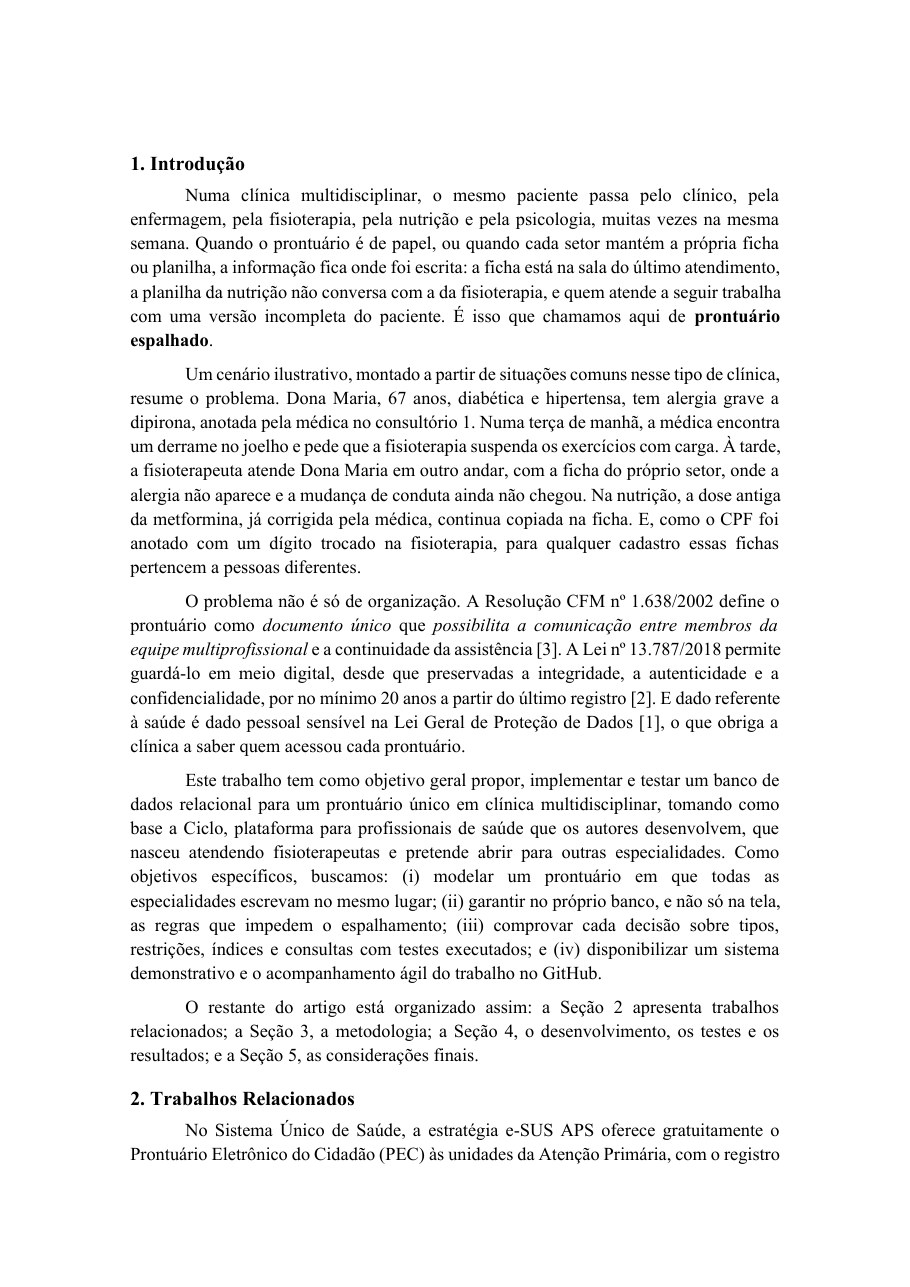 1. Introdução
Numa clínica multidisciplinar, o mesmo paciente passa pelo clínico, pela
enfermagem, pela fisioterapia, pela nutrição e pela psicologia, muitas vezes na mesma
semana. Quando o prontuário é de papel, ou quando cada setor mantém a própria ficha
ou planilha, a informação fica onde foi escrita: a ficha está na sala do último atendimento,
a planilha da nutrição não conversa com a da fisioterapia, e quem atende a seguir trabalha
com uma versão incompleta do paciente. É isso que chamamos aqui de prontuário
espalhado.
Um cenário ilustrativo, montado a partir de situações comuns nesse tipo de clínica,
resume o problema. Dona Maria, 67 anos, diabética e hipertensa, tem alergia grave a
dipirona, anotada pela médica no consultório 1. Numa terça de manhã, a médica encontra
um derrame no joelho e pede que a fisioterapia suspenda os exercícios com carga. À tarde,
a fisioterapeuta atende Dona Maria em outro andar, com a ficha do próprio setor, onde a
alergia não aparece e a mudança de conduta ainda não chegou. Na nutrição, a dose antiga
da metformina, já corrigida pela médica, continua copiada na ficha. E, como o CPF foi
anotado com um dígito trocado na fisioterapia, para qualquer cadastro essas fichas
pertencem a pessoas diferentes.
O problema não é só de organização. A Resolução CFM nº 1.638/2002 define o
prontuário como documento único que possibilita a comunicação entre membros da
equipe multiprofissional e a continuidade da assistência [3]. A Lei nº 13.787/2018 permite
guardá-lo em meio digital, desde que preservadas a integridade, a autenticidade e a
confidencialidade, por no mínimo 20 anos a partir do último registro [2]. E dado referente
à saúde é dado pessoal sensível na Lei Geral de Proteção de Dados [1], o que obriga a
clínica a saber quem acessou cada prontuário.
Este trabalho tem como objetivo geral propor, implementar e testar um banco de
dados relacional para um prontuário único em clínica multidisciplinar, tomando como
base a Ciclo, plataforma para profissionais de saúde que os autores desenvolvem, que
nasceu atendendo fisioterapeutas e pretende abrir para outras especialidades. Como
objetivos específicos, buscamos: (i) modelar um prontuário em que todas as
especialidades escrevam no mesmo lugar; (ii) garantir no próprio banco, e não só na tela,
as regras que impedem o espalhamento; (iii) comprovar cada decisão sobre tipos,
restrições, índices e consultas com testes executados; e (iv) disponibilizar um sistema
demonstrativo e o acompanhamento ágil do trabalho no GitHub.
O restante do artigo está organizado assim: a Seção 2 apresenta trabalhos
relacionados; a Seção 3, a metodologia; a Seção 4, o desenvolvimento, os testes e os
resultados; e a Seção 5, as considerações finais.
2. Trabalhos Relacionados
No Sistema Único de Saúde, a estratégia e-SUS APS oferece gratuitamente o
Prontuário Eletrônico do Cidadão (PEC) às unidades da Atenção Primária, com o registro